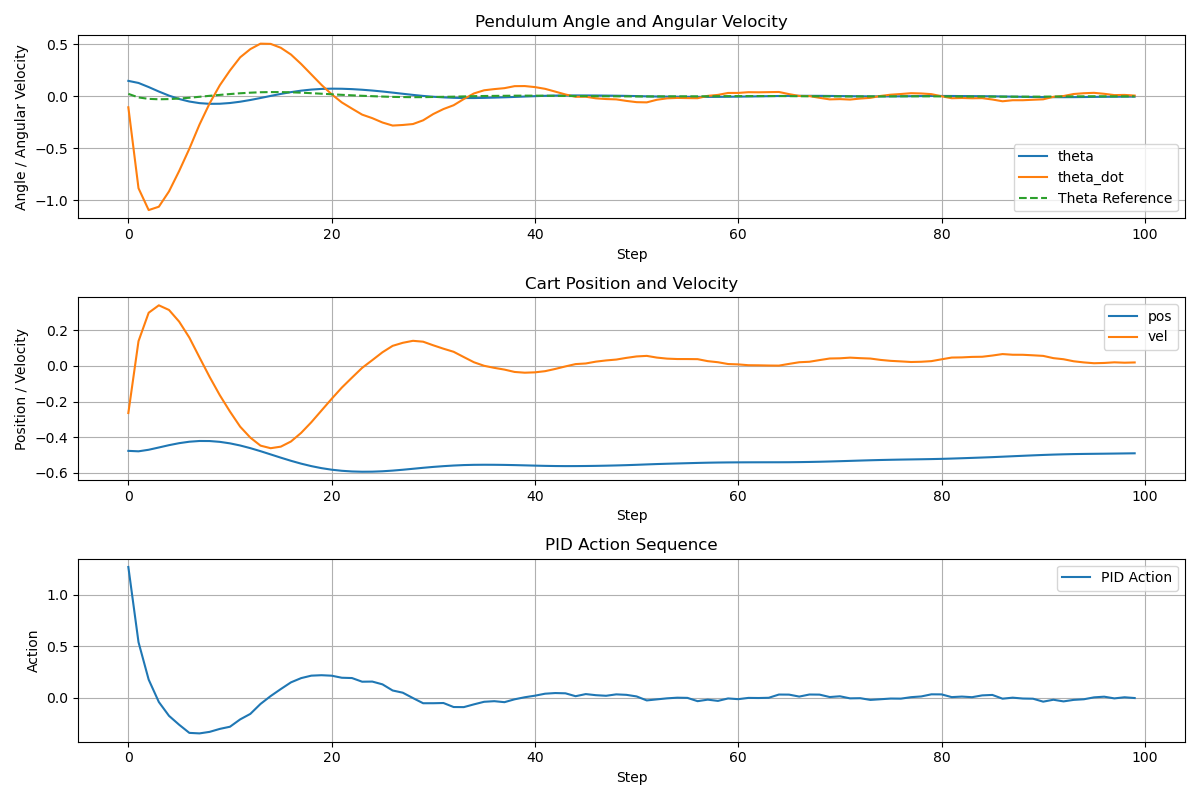 Pendulum Angle and Angular Velocity
Angle / Angular Velocity
0.5
0.0
−0.5
−1.0
theta
theta_dot
Theta Reference
0 20 40 60 80 100
Step
Cart Position and Velocity
Position / Velocity
0.2
0.0
−0.2
−0.4
−0.6
pos
vel
0 20 40 60 80 100
Step
PID Action Sequence
Action
1.0
0.5
0.0
PID Action
0 20 40 60 80 100
Step